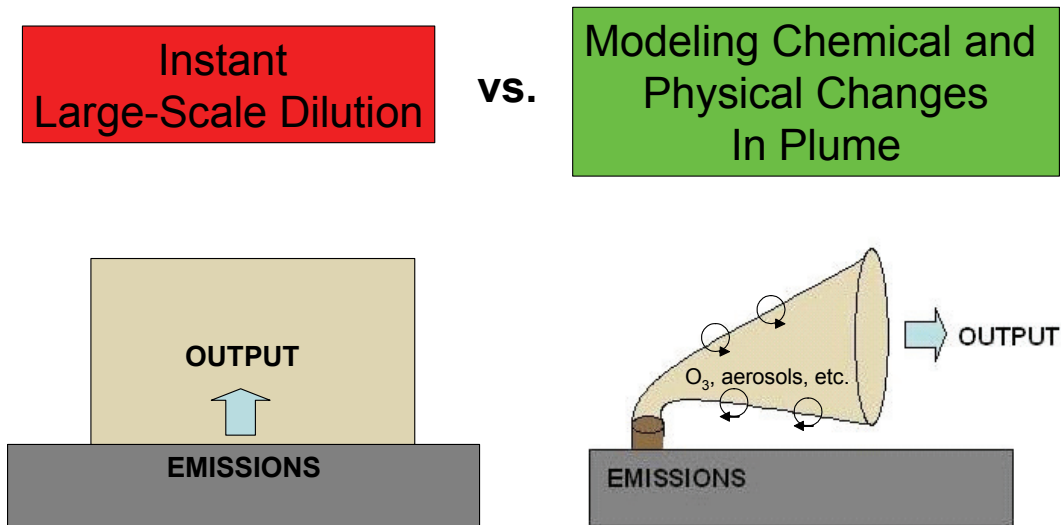 Instant
Large-Scale Dilution
vs.
Modeling Chemical and
Physical Changes
In Plume
OUTPUT
EMISSIONS
O₃, aerosols, etc.
OUTPUT
EMISSIONS